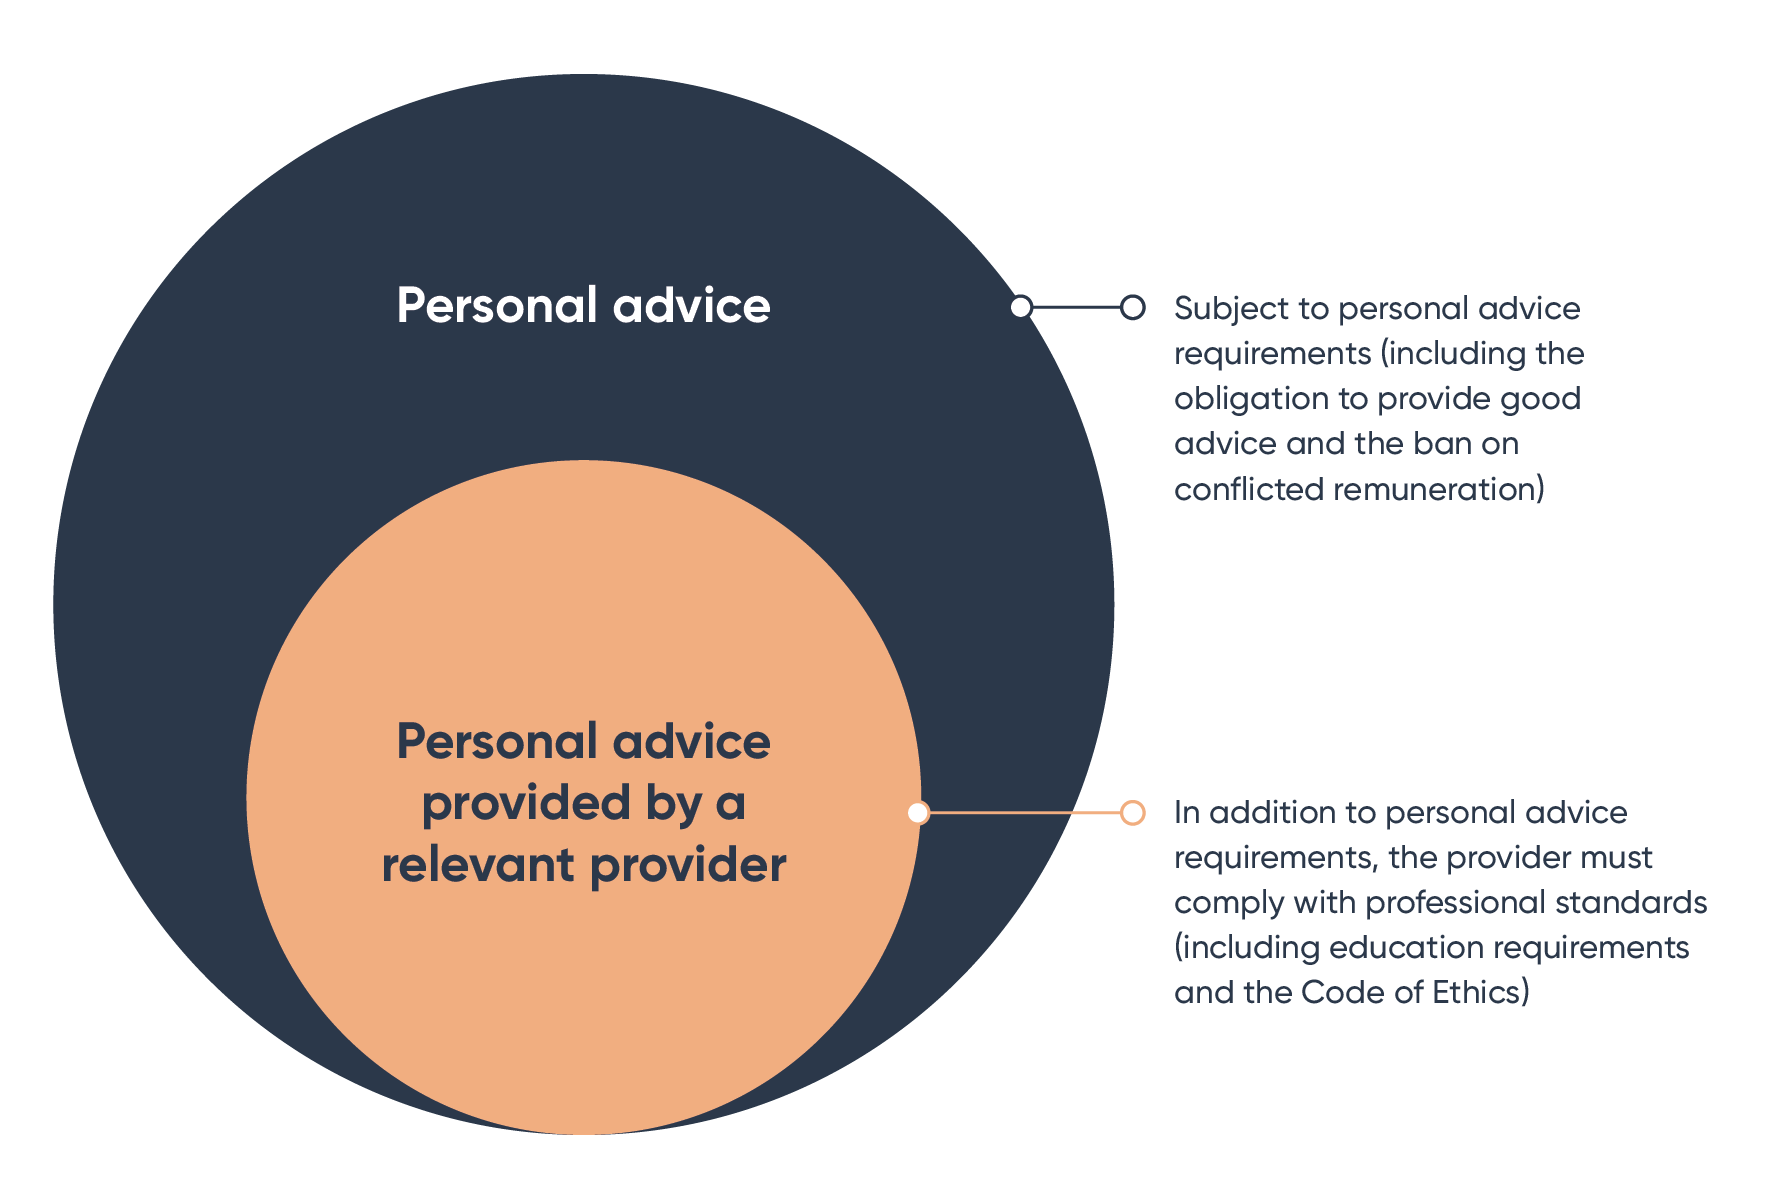 Personal advice
Subject to personal advice
requirements (including the
obligation to provide good
advice and the ban on
conflicted remuneration)
Personal advice
provided by a
relevant provider
In addition to personal advice
requirements, the provider must
comply with professional standards
(including education requirements
and the Code of Ethics)